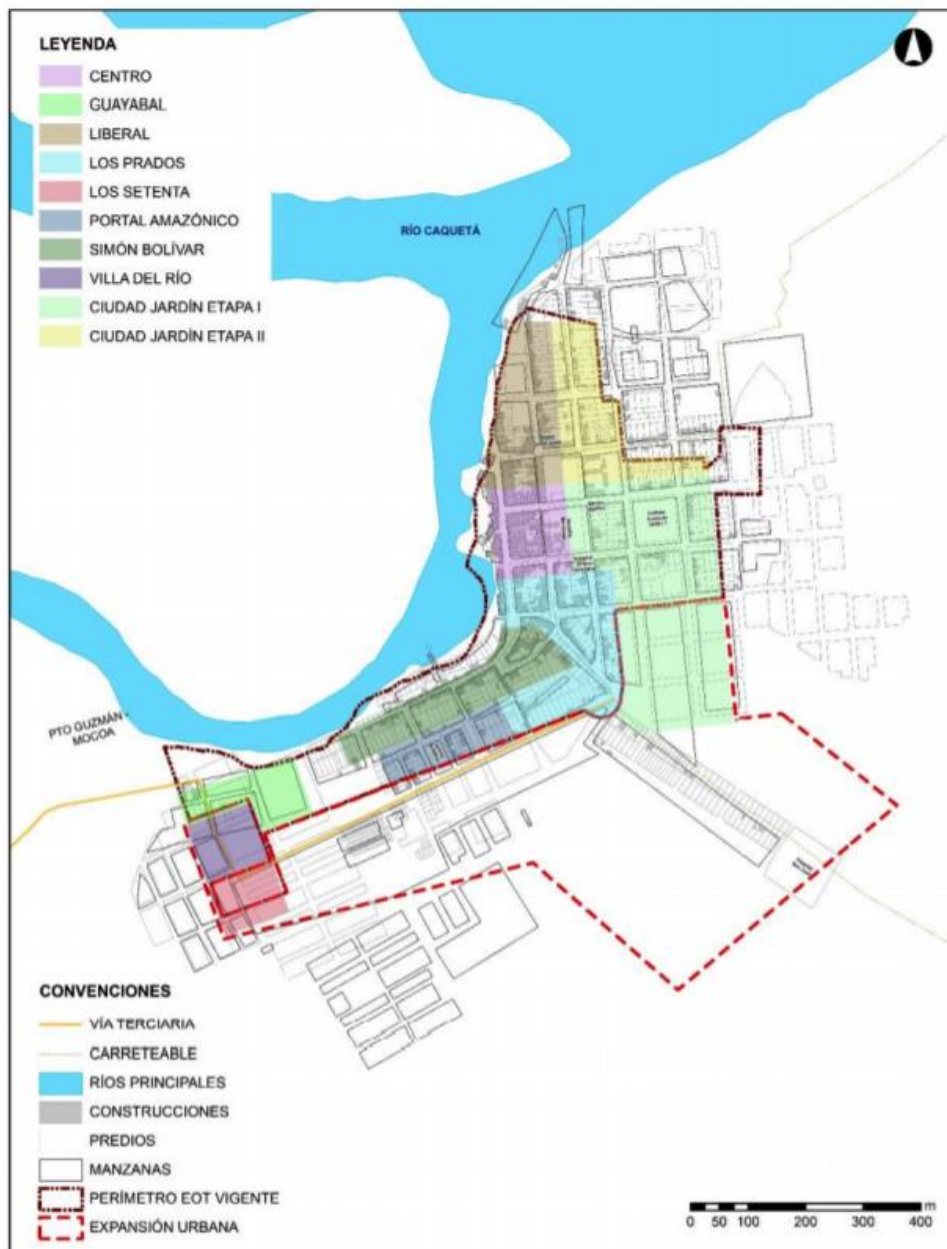 LEYENDA
CENTRO
GUAYABAL
LIBERAL
LOS PRADOS
LOS SETENTA
PORTAL AMAZÓNICO
SIMÓN BOLÍVAR
VILLA DEL RÍO
CIUDAD JARDÍN ETAPA I
CIUDAD JARDÍN ETAPA II
RÍO CAQUETÁ
PTO GUZMÁN -
MOCOA
CONVENCIONES
VÍA TERCIARIA
CARRETEABLE
RÍOS PRINCIPALES
CONSTRUCCIONES
PREDIOS
MANZANAS
PERÍMETRO EOT VIGENTE
EXPANSIÓN URBANA
m
0 50 100 200 300 400